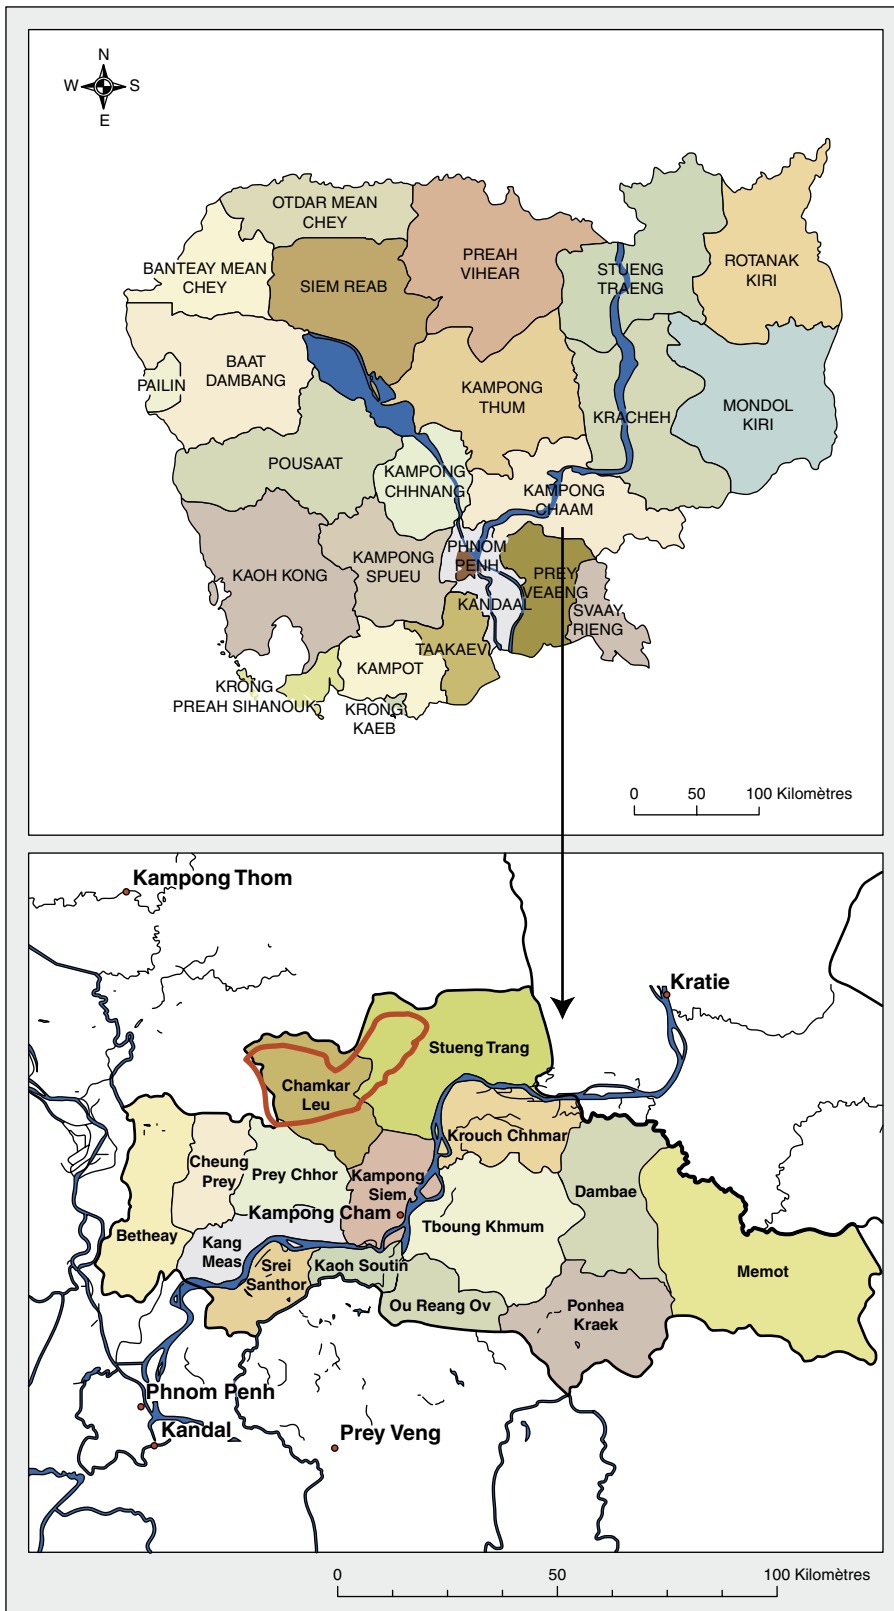 N
W S
E
OTDAR MEAN
CHEY
PREAH
VIHEAR
STUENG
TRAENG
ROTANAK
KIRI
BANTEAY MEAN
CHEY
SIEM REAB
BAAT
DAMBANG
PAILIN
KAMPONG
THUM
KRACHEH
MONDOL
KIRI
POUSAAT
KAMPONG
CHHNANG
KAMPONG
CHAAM
PHNOM
PENH
KAMPONG
SPUEU
KAOH KONG
PREY
VEAENG
KANDAAL
SVAAY
RIENG
TAAKAEV
KAMPOT
KRONG
PREAH SIHANOUK
KRONG
KAEB
0 50 100 Kilomètres
Kampong Thom
Kratie
Stueng Trang
Chamkar
Leu
Krouch Chhmar
Cheung
Prey
Prey Chhor
Kampong
Siem
Dambae
Kampong Cham
Tboung Khmum
Betheay
Kang
Meas
Srei
Santhor
Kaoh Soutin
Memot
Ou Reang Ov
Ponhea
Kraek
Phnom Penh
Kandal
Prey Veng
0 50 100 Kilomètres